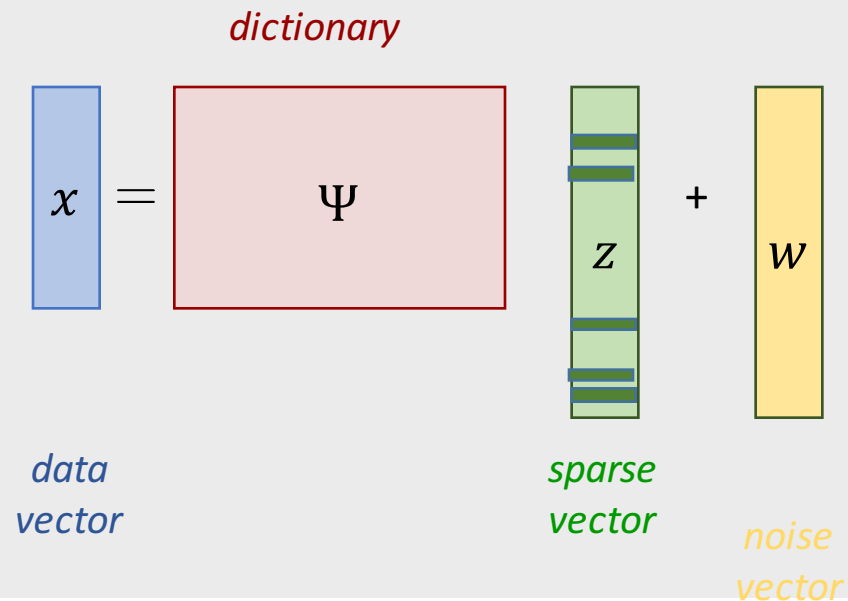 dictionary
x = Ψ z + w
data
vector
sparse
vector
noise
vector